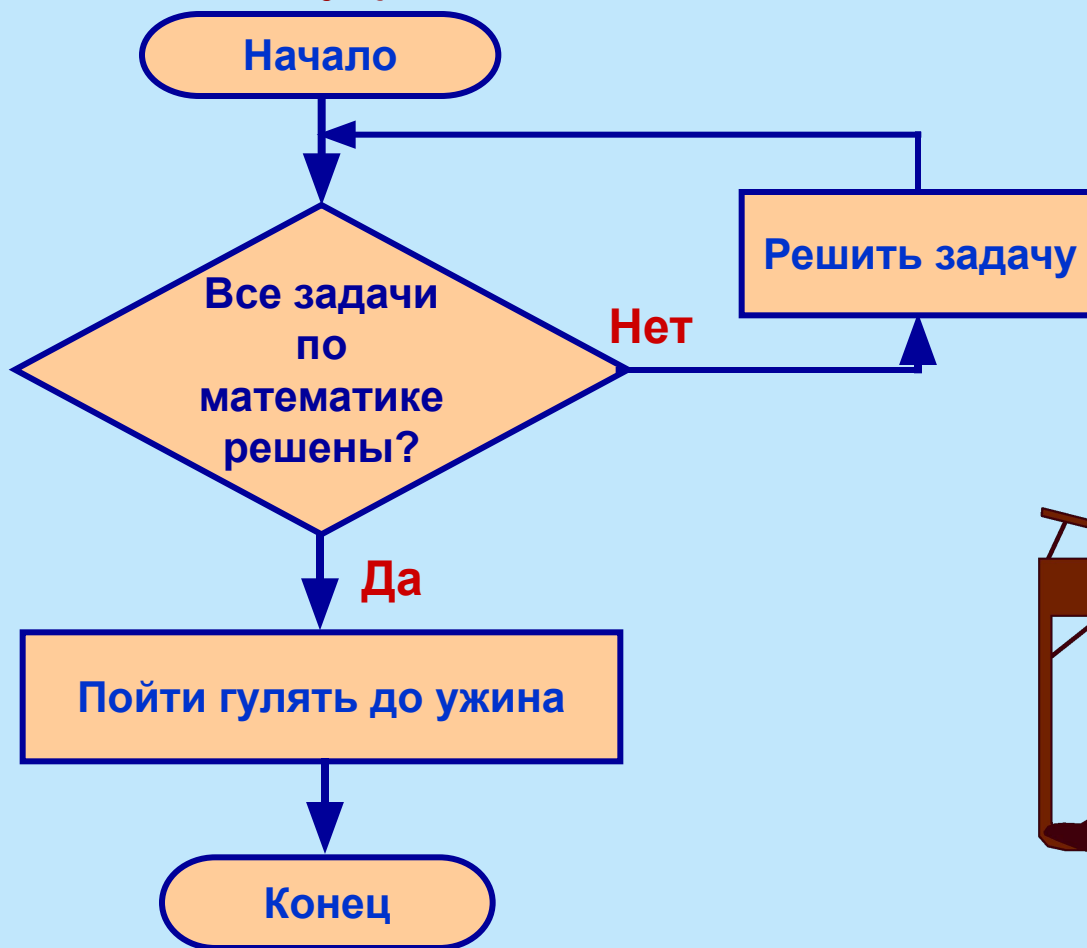 Начало
Решить задачу
Все задачи
по
математике
решены?
Нет
Да
Пойти гулять до ужина
Конец